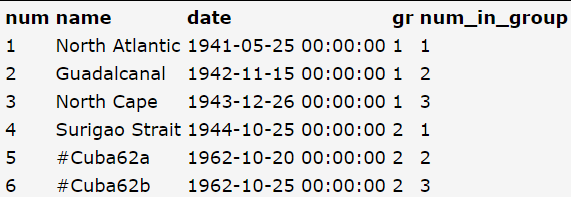 num name date gr num_in_group
1 North Atlantic 1941-05-25 00:00:00 1 1
2 Guadalcanal 1942-11-15 00:00:00 1 2
3 North Cape 1943-12-26 00:00:00 1 3
4 Surigao Strait 1944-10-25 00:00:00 2 1
5 #Cuba62a 1962-10-20 00:00:00 2 2
6 #Cuba62b 1962-10-25 00:00:00 2 3